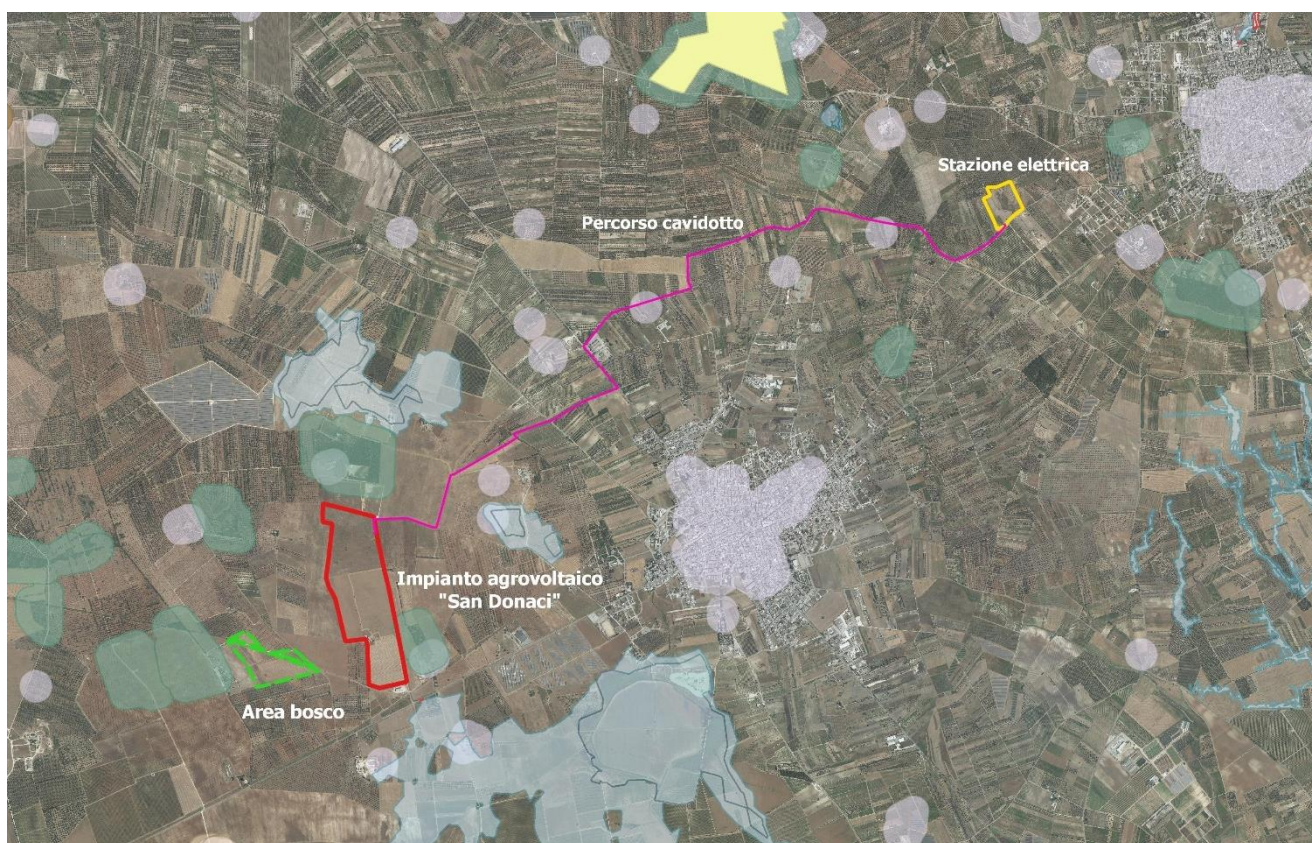 Stazione elettrica
Percorso cavidotto
Impianto agrovoltaico
"San Donaci"
Area bosco